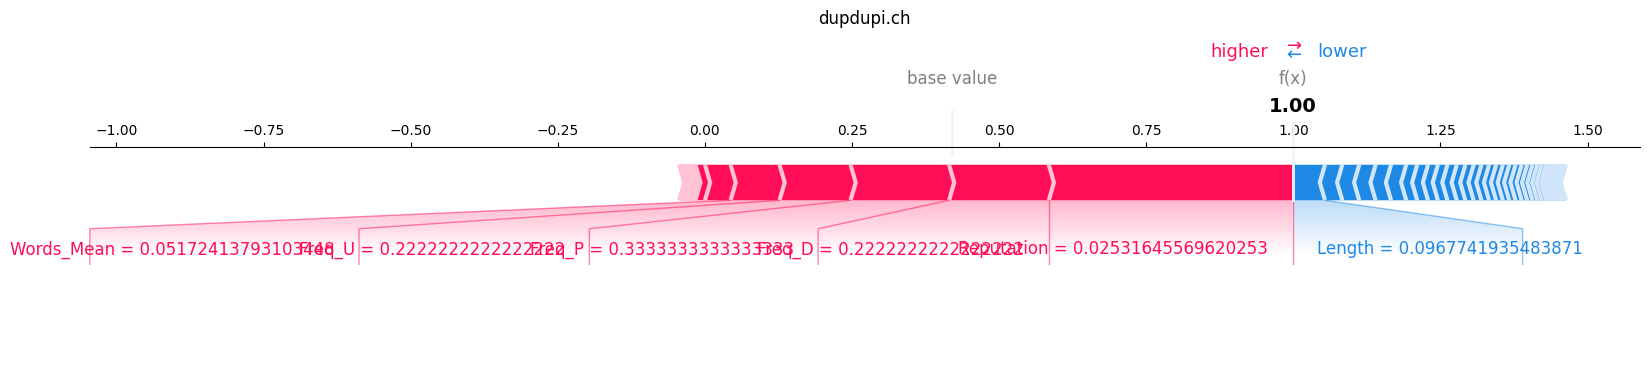 dupdupi.ch
higher → ← lower
base value f(x)
1.00
−1.00 −0.75 −0.50 −0.25 0.00 0.25 0.50 0.75 1.00 1.25 1.50
Words_Mean = 0.05172413793103448 Freq_U = 0.2222222222222222 Freq_P = 0.3333333333333333 Freq_D = 0.2222222222222222 Reputation = 0.02531645569620253 Length = 0.0967741935483871